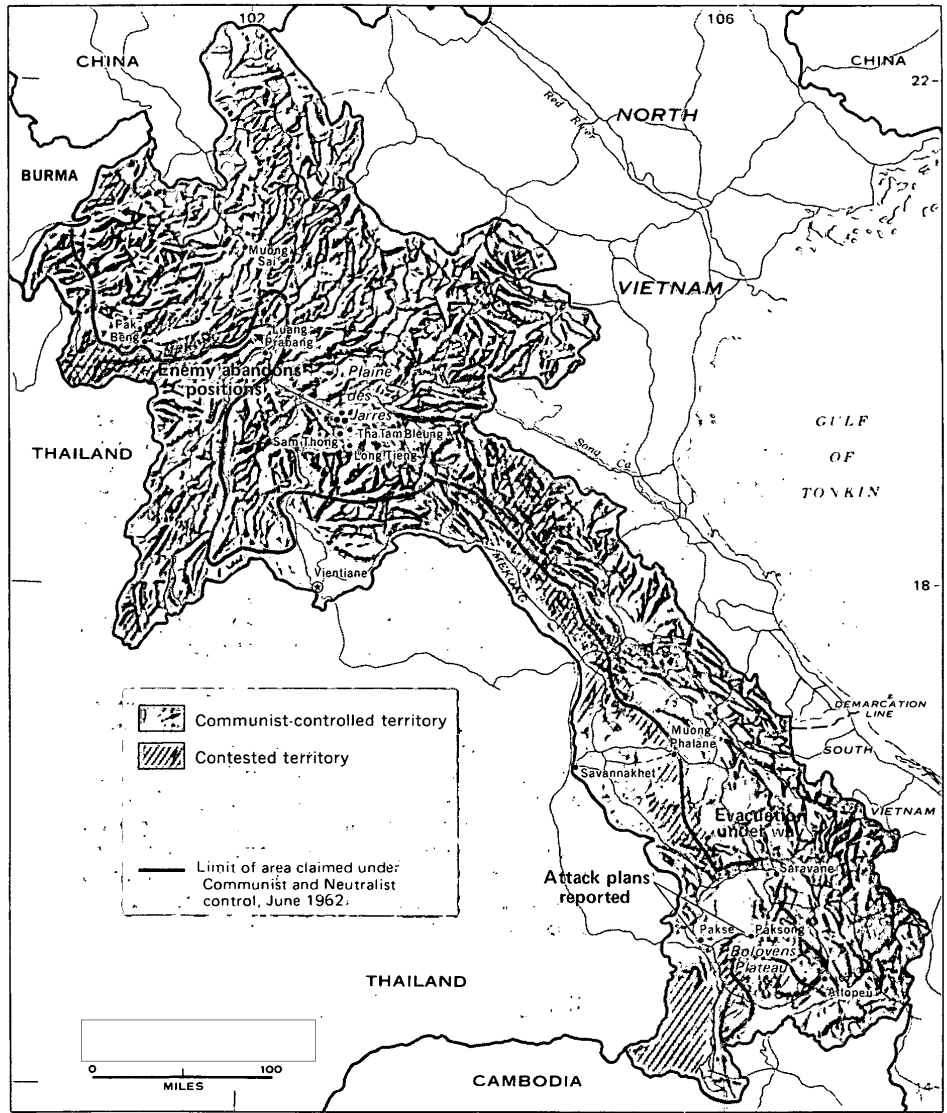 102
106
CHINA
CHINA
22
Red River
NORTH
BURMA
Muong
Sai
VIETNAM
Pak
Beng
Luang
Prabang
Enemy abandons
positions
Plaine
des
Jarres
GULF
OF
TONKIN
Sam Thong
Tha Tam Bleung
Long Tieng
Song Ca
THAILAND
MEKONG
Vientiane
18
DEMARCATION
LINE
Communist-controlled territory
Contested territory
Muong
Phalane
SOUTH
VIETNAM
Savannakhet
Evacuation
under way
Limit of area claimed under
Communist and Neutralist
control, June 1962
Saravane
Attack plans
reported
Pakse
Paksong
Bolovens
Plateau
Attopeu
THAILAND
0 100
MILES
CAMBODIA
14